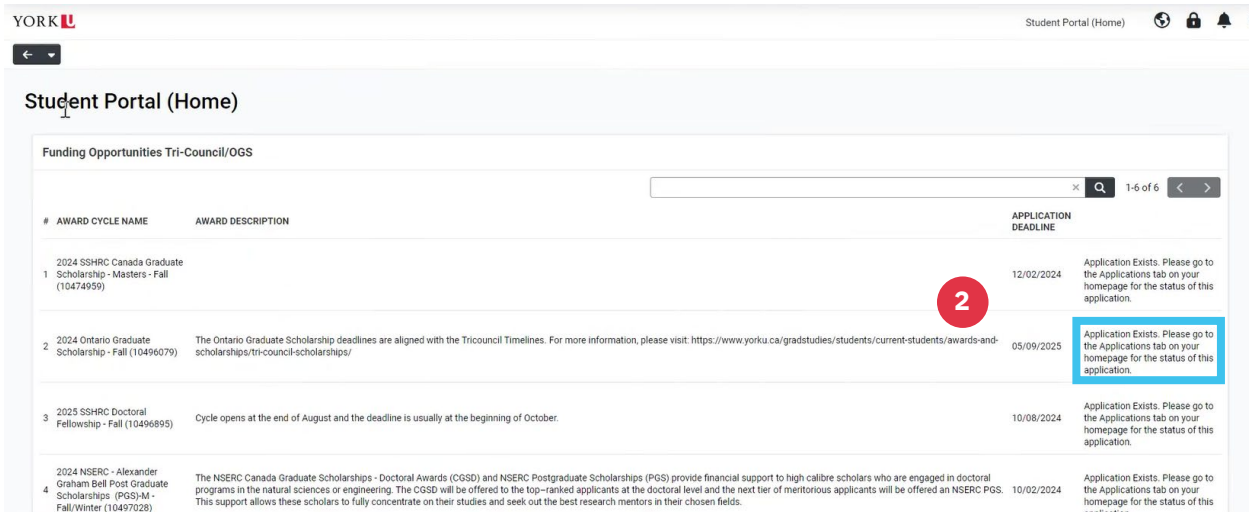 YORK U
Student Portal (Home)
Student Portal (Home)
Funding Opportunities Tri-Council/OGS
× 1-6 of 6
# AWARD CYCLE NAME AWARD DESCRIPTION APPLICATION
DEADLINE
2024 SSHRC Canada Graduate
1 Scholarship - Masters - Fall
(10474959)
12/02/2024
Application Exists. Please go to
the Applications tab on your
homepage for the status of this
application.
2
2 2024 Ontario Graduate
Scholarship - Fall (10496079)
The Ontario Graduate Scholarship deadlines are aligned with the Tricouncil Timelines. For more information, please visit: https://www.yorku.ca/gradstudies/students/current-students/awards-and-
scholarships/tri-council-scholarships/
05/09/2025
Application Exists. Please go to
the Applications tab on your
homepage for the status of this
application.
3 2025 SSHRC Doctoral
Fellowship - Fall (10496895)
Cycle opens at the end of August and the deadline is usually at the beginning of October.
10/08/2024
Application Exists. Please go to
the Applications tab on your
homepage for the status of this
application.
2024 NSERC - Alexander
Graham Bell Post Graduate
4 Scholarships (PGS)-M -
Fall/Winter (10497028)
The NSERC Canada Graduate Scholarships - Doctoral Awards (CGSD) and NSERC Postgraduate Scholarships (PGS) provide financial support to high calibre scholars who are engaged in doctoral
programs in the natural sciences or engineering. The CGSD will be offered to the top–ranked applicants at the doctoral level and the next tier of meritorious applicants will be offered an NSERC PGS.
This support allows these scholars to fully concentrate on their studies and seek out the best research mentors in their chosen fields.
10/02/2024
Application Exists. Please go to
the Applications tab on your
homepage for the status of this